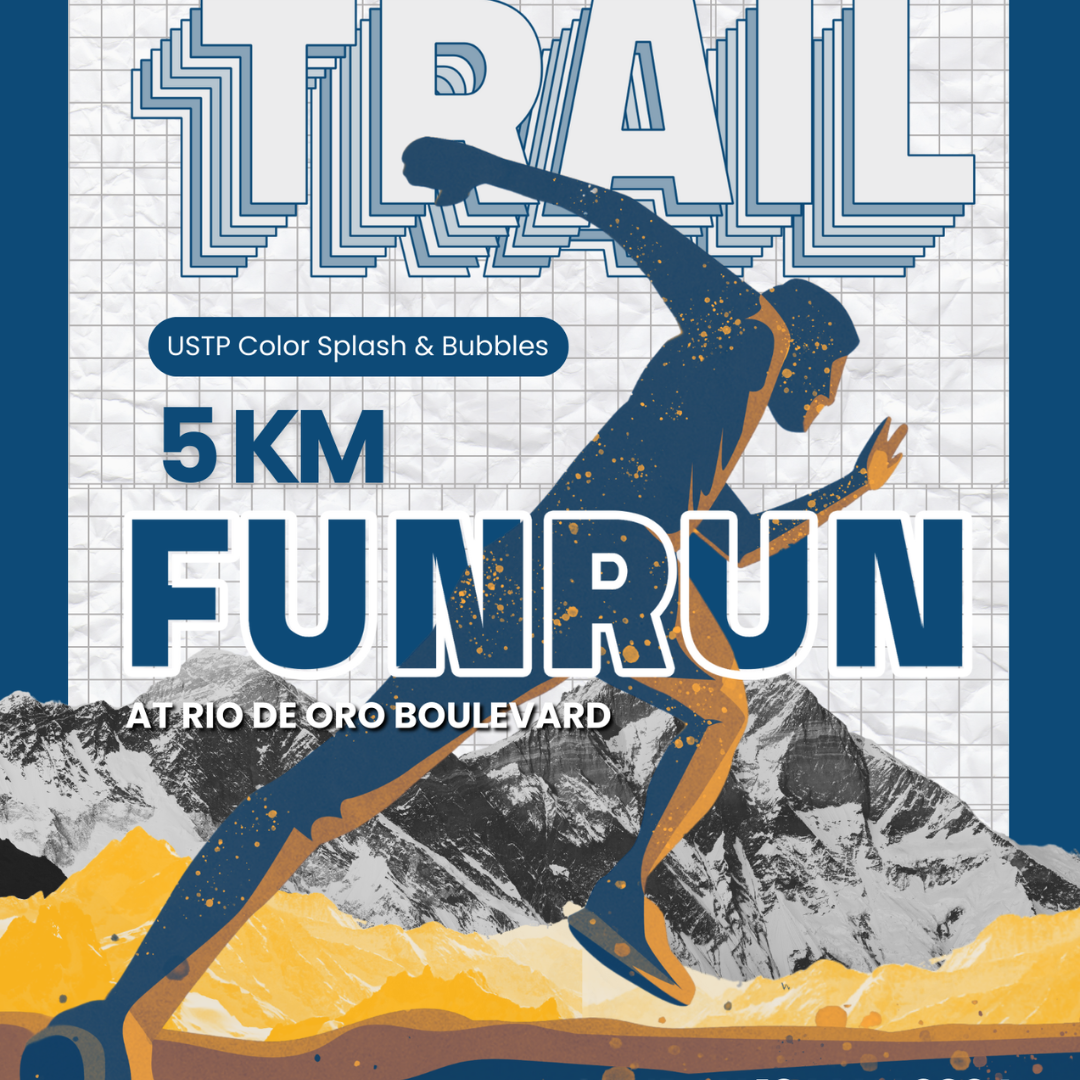 TRAIL
USTP Color Splash & Bubbles
5 KM
FUNRUN
AT RIO DE ORO BOULEVARD